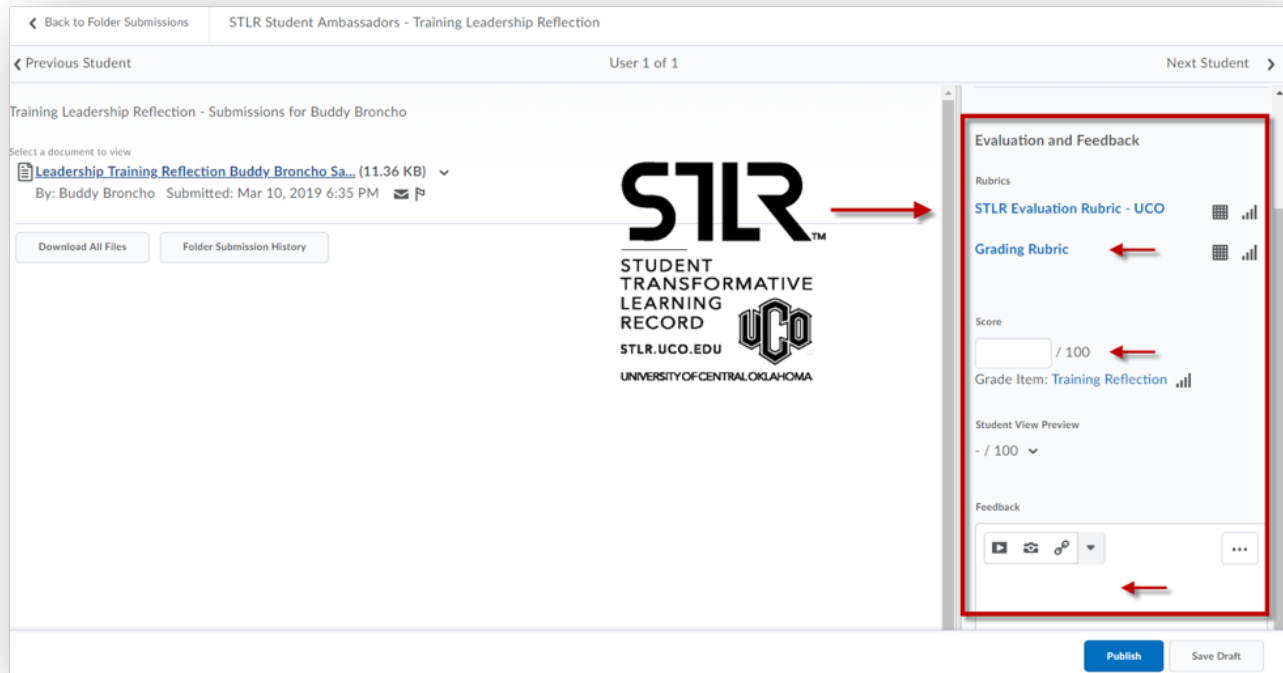 Back to Folder Submissions
STLR Student Ambassadors - Training Leadership Reflection
Previous Student
User 1 of 1
Next Student
Training Leadership Reflection - Submissions for Buddy Broncho
Select a document to view
Leadership Training Reflection Buddy Broncho Sa... (11.36 KB)
By: Buddy Broncho Submitted: Mar 10, 2019 6:35 PM
Download All Files
Folder Submission History
STLR™
STUDENT
TRANSFORMATIVE
LEARNING
RECORD
UCO
STLR.UCO.EDU
UNIVERSITY OF CENTRAL OKLAHOMA
Evaluation and Feedback
Rubrics
STLR Evaluation Rubric - UCO
Grading Rubric
Score
/ 100
Grade Item: Training Reflection
Student View Preview
- / 100
Feedback
Publish
Save Draft